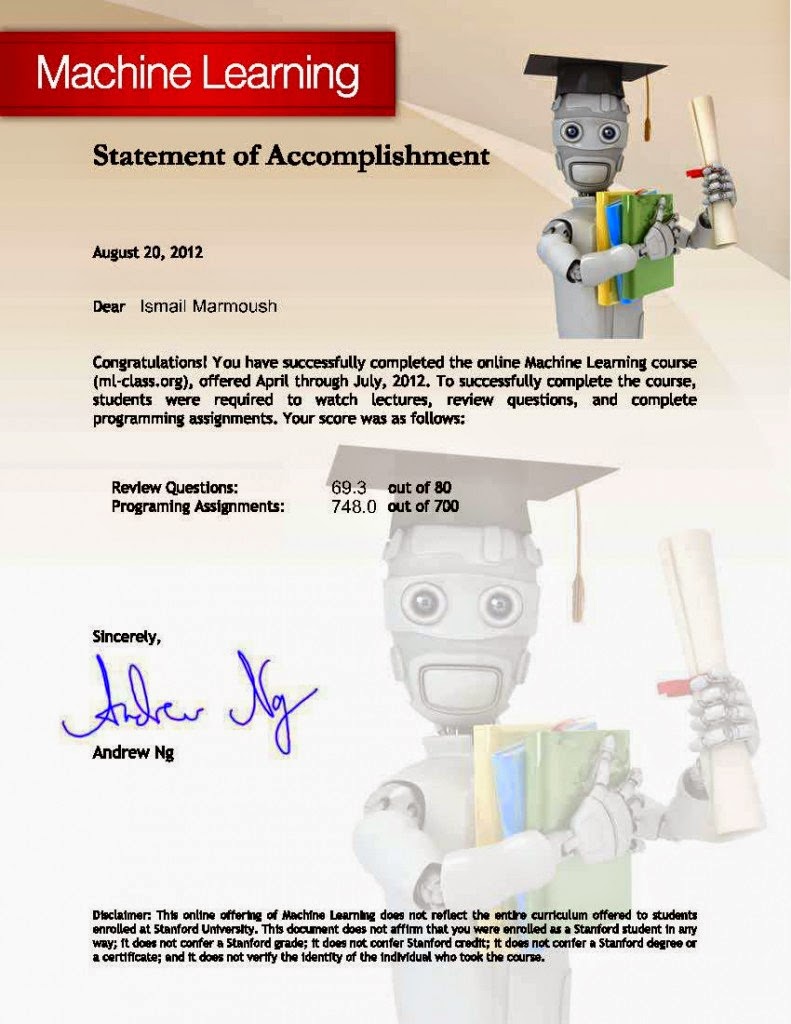 Machine Learning
Statement of Accomplishment
August 20, 2012
Dear Ismail Marmoush
Congratulations! You have successfully completed the online Machine Learning course
(ml-class.org), offered April through July, 2012. To successfully complete the course,
students were required to watch lectures, review questions, and complete
programming assignments. Your score was as follows:
Review Questions: 69.3 out of 80
Programing Assignments: 748.0 out of 700
Sincerely,
Andrew Ng
Andrew Ng
Disclaimer: This online offering of Machine Learning does not reflect the entire curriculum offered to students
enrolled at Stanford University. This document does not affirm that you were enrolled as a Stanford student in any
way; it does not confer a Stanford grade; it does not confer Stanford credit; it does not confer a Stanford degree or
a certificate; and it does not verify the identity of the individual who took the course.